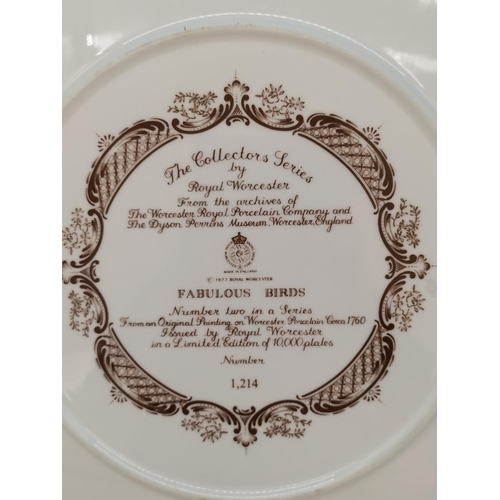 The Collectors Series
by
Royal Worcester
From the archives of
The Worcester Royal Porcelain Company, and
The Dyson Perrins Museum, Worcester, England
MADE IN ENGLAND
© 1977 ROYAL WORCESTER
FABULOUS BIRDS
Number two in a Series
From an Original Painting on Worcester Porcelain Circa 1760
Issued by Royal Worcester
in a Limited Edition of 10,000 plates
Number
1,214